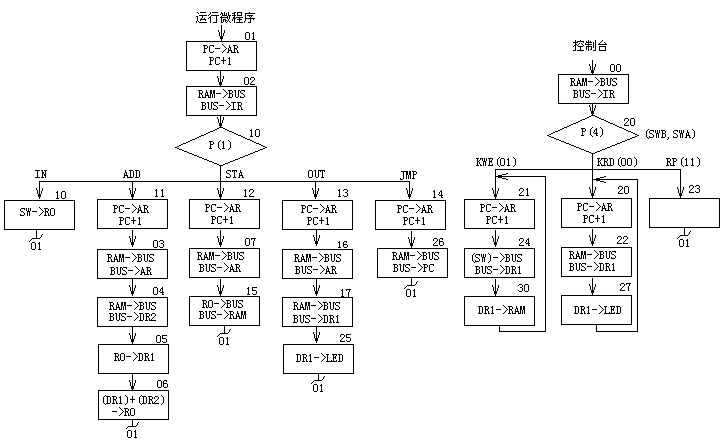 运行微程序
01
PC->AR
PC+1
02
RAM->BUS
BUS->IR
10
P(1)
IN
ADD
STA
OUT
JMP
10
SW->RO
01
11
PC->AR
PC+1
03
RAM->BUS
BUS->AR
04
RAM->BUS
BUS->DR2
05
RO->DR1
06
(DR1)+(DR2)
->RO
01
12
PC->AR
PC+1
07
RAM->BUS
BUS->AR
15
RO->BUS
BUS->RAM
01
13
PC->AR
PC+1
16
RAM->BUS
BUS->AR
17
RAM->BUS
BUS->DR1
25
DR1->LED
01
14
PC->AR
PC+1
26
RAM->BUS
BUS->PC
01
控制台
00
RAM->BUS
BUS->IR
20
P(4)
(SWB,SWA)
KWE(01)
KRD(00)
RP(11)
21
PC->AR
PC+1
24
(SW)->BUS
BUS->DR1
30
DR1->RAM
20
PC->AR
PC+1
22
RAM->BUS
BUS->DR1
27
DR1->LED
23
01